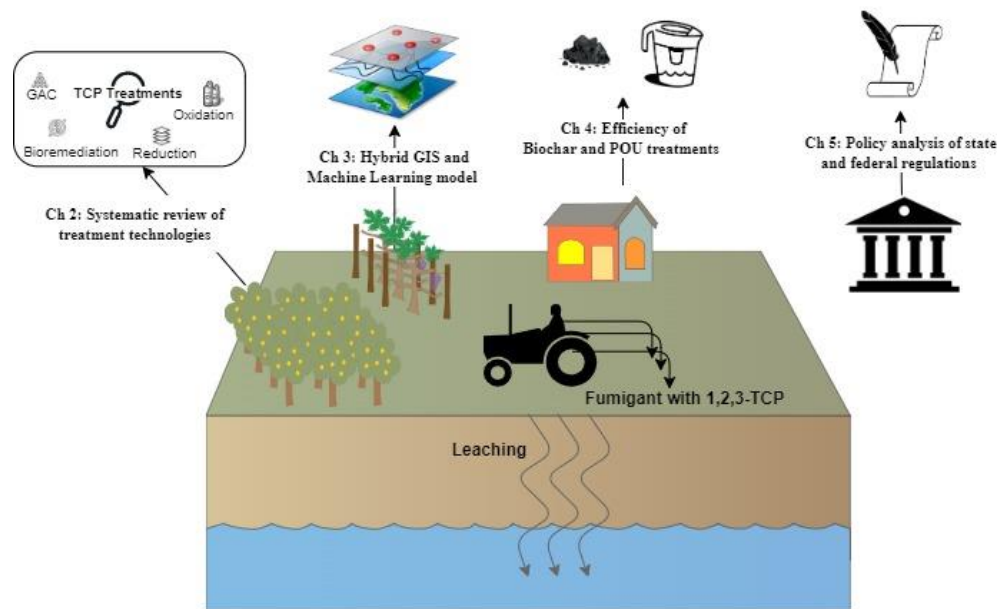 GAC
TCP Treatments
Oxidation
Bioremediation
Reduction
Ch 2: Systematic review of
treatment technologies
Ch 3: Hybrid GIS and
Machine Learning model
Ch 4: Efficiency of
Biochar and POU treatments
Ch 5: Policy analysis of state
and federal regulations
Fumigant with 1,2,3-TCP
Leaching